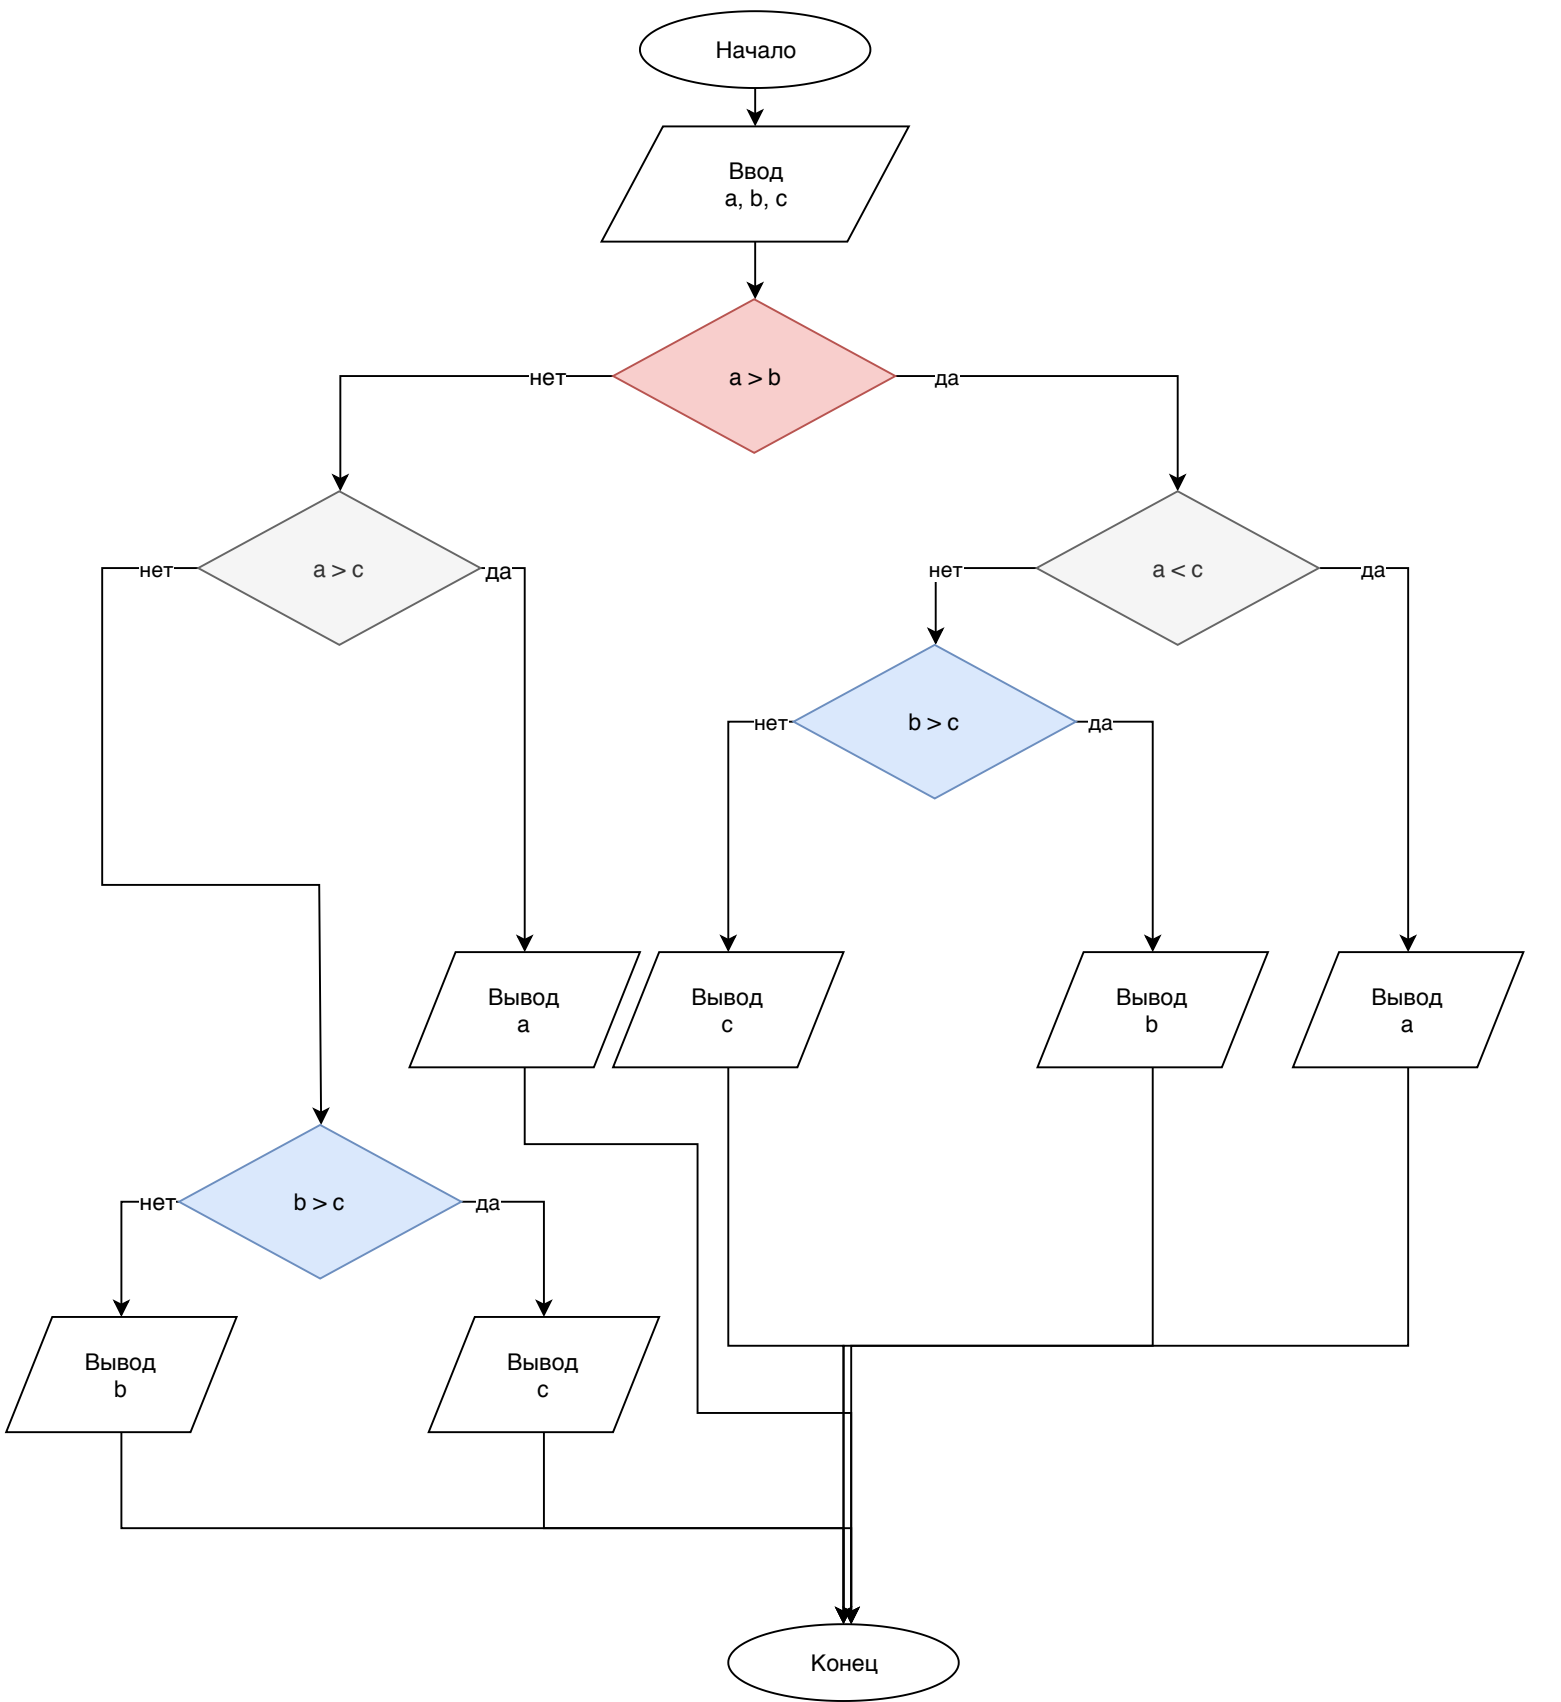 Начало
Ввод
a, b, c
a > b
нет
да
a > c
нет
да
a < c
нет
да
b > c
нет
да
Вывод
a
Вывод
c
Вывод
b
Вывод
a
b > c
нет
да
Вывод
b
Вывод
c
Конец